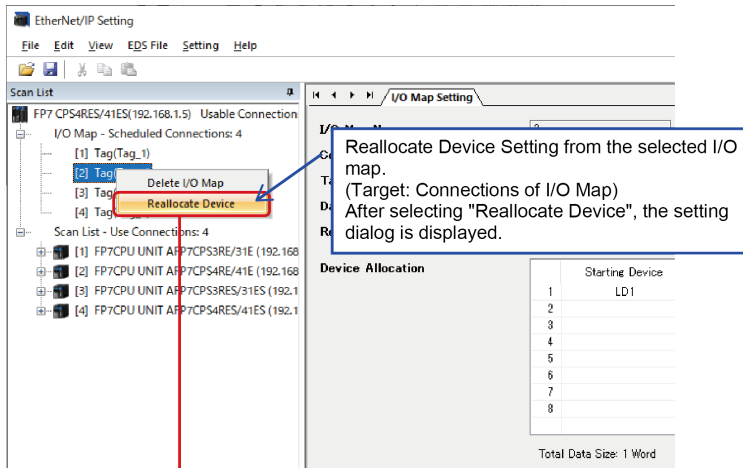 EtherNet/IP Setting
File Edit View EDS File Setting Help
Scan List
I/O Map Setting
FP7 CPS4RES/41ES(192.168.1.5) Usable Connection
I/O Map - Scheduled Connections: 4
[1] Tag(Tag_1)
[2] Tag
[3] Tag
[4] Tag
Delete I/O Map
Reallocate Device
Scan List - Use Connections: 4
[1] FP7CPU UNIT AFP7CPS3RE/31E (192.168
[2] FP7CPU UNIT AFP7CPS4RE/41E (192.168
[3] FP7CPU UNIT AFP7CPS3RES/31ES (192.1
[4] FP7CPU UNIT AFP7CPS4RES/41ES (192.1
Reallocate Device Setting from the selected I/O
map.
(Target: Connections of I/O Map)
After selecting "Reallocate Device", the setting
dialog is displayed.
Device Allocation
Starting Device
1 LD1
2
3
4
5
6
7
8
Total Data Size: 1 Word